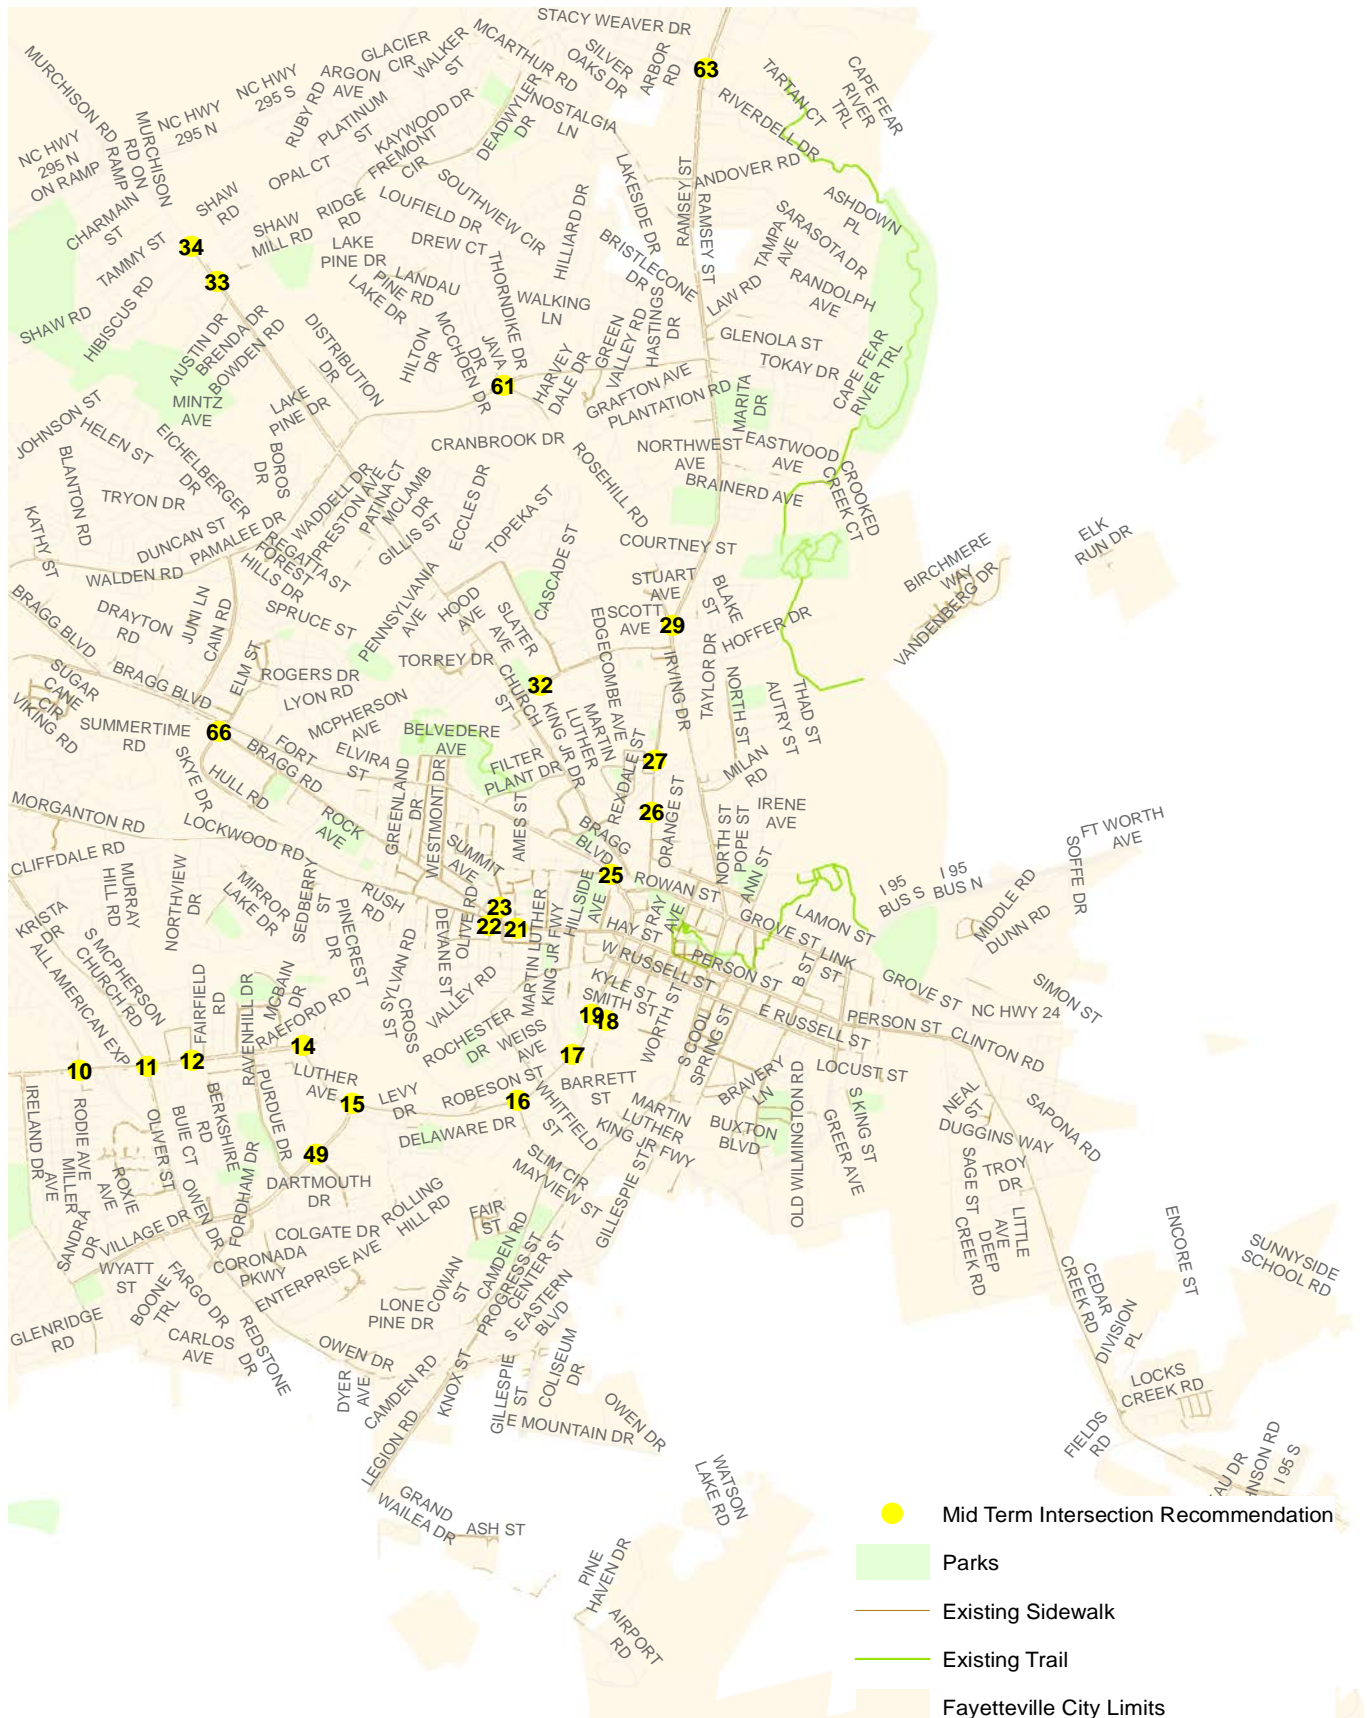 STACY WEAVER DR
MURCHISON RD
MURCHISON
RD ON
RAMP
NC HWY
295 N
NC HWY
295 S
RUBY RD
ARGON
AVE
GLACIER
CIR
WALKER
ST
MCARTHUR RD
SILVER
OAKS DR
ARBOR
RD
63
TARTAN CT
CAPE FEAR
RIVER
TRL
RIVERDELL DR
NC HWY
295 N
ON RAMP
PLATINUM
ST
KAYWOOD DR
FREMONT
CIR
DEADWYLER
DR
NOSTALGIA
LN
OPAL CT
SHAW
RD
SHAW
MILL RD
RIDGE
RD
LOUFIELD DR
SOUTHVIEW CIR
LAKESIDE DR
RAMSEY ST
RAMSEY ST
ANDOVER RD
ASHDOWN
PL
SARASOTA DR
TAMPA
AVE
CHARMAIN
ST
TAMMY ST
34
33
LAKE
PINE DR
DREW CT
HILLIARD DR
BRISTLECONE
DR
RANDOLPH
AVE
LAW RD
SHAW RD
HIBISCUS RD
AUSTIN DR
BRENDA DR
BOWDEN RD
DISTRIBUTION
DR
LANDAU
PINE RD
LAKE DR
THORNDIKE DR
WALKING
LN
HILTON
DR
MCCHOEN DR
JAVA
DR
GREEN
VALLEY RD
HASTINGS
DR
HARVEY
DALE DR
GLENOLA ST
TOKAY DR
CAPE FEAR
RIVER TRL
61
GRAFTON AVE
PLANTATION RD
MARITA
DR
MINTZ
AVE
LAKE
PINE DR
JOHNSON ST
HELEN ST
EICHELBERGER
DR
BOROS
DR
CRANBROOK DR
ROSEHILL RD
NORTHWEST
AVE
EASTWOOD
AVE
BRAINERD AVE
CROOKED
CREEK CT
BLANTON RD
TRYON DR
WADDELL DR
PRESTON AVE
PATINA CT
MCLAMB
DR
GILLIS ST
ECCLES DR
TOPEKA ST
KATHY ST
DUNCAN ST
PAMALEE DR
WALDEN RD
REGATTA ST
FOREST
HILLS DR
CASCADE ST
COURTNEY ST
STUART
AVE
BLAKE
ST
SCOTT
AVE
29
HOFFER DR
BIRCHMERE
WAY
VANDENBERG DR
ELK
RUN DR
BRAGG BLVD
DRAYTON
RD
JUNI LN
CAIN RD
SPRUCE ST
PENNSYLVANIA
AVE
HOOD
AVE
SLATER
AVE
EDGECOMBE AVE
IRVING DR
TAYLOR DR
NORTH ST
AUTRY ST
THAD ST
SUGAR
CANE
CIR
VIKING RD
BRAGG BLVD
ELM ST
ROGERS DR
LYON RD
TORREY DR
CHURCH
ST
32
KING JR DR
LUTHER
MARTIN
MCPHERSON
AVE
BELVEDERE
AVE
SUMMERTIME
RD
66
SKYE DR
HULL RD
BRAGG RD
FORT
ELVIRA
ST
FILTER
PLANT DR
REXDALE ST
27
MILAN
RD
26
ORANGE ST
IRENE
AVE
MORGANTON RD
LOCKWOOD RD
ROCK
AVE
GREENLAND
DR
WESTMONT DR
AMES ST
SUMMIT
AVE
BRAGG
BLVD
NORTH ST
POPE ST
ANN ST
25
ROWAN ST
FT WORTH
AVE
SOFFE DR
CLIFFDALE RD
MURRAY
HILL RD
NORTHVIEW
DR
MIRROR
LAKE DR
SEDBERRY
ST
RUSH
RD
PINECREST
DR
DEVANE ST
OLIVE RD
23
22
21
MARTIN LUTHER
KING JR FWY
HILLSIDE
AVE
HAY ST
RAY
AVE
GROVE ST
LAMON ST
I 95
BUS S
I 95
BUS N
MIDDLE RD
DUNN RD
KRISTA
DR
ALL AMERICAN EXP
S MCPHERSON
CHURCH RD
FAIRFIELD
RD
RAVENHILL DR
MCBAIN
DR
RAEFORD RD
SYLVAN RD
CROSS
ST
VALLEY RD
W RUSSELL ST
PERSON ST
B ST
LINK
ST
GROVE ST
NC HWY 24
SIMON ST
ROCHESTER
DR
WEISS
AVE
KYLE ST
SMITH ST
19
18
WORTH ST
S COOL
SPRING ST
E RUSSELL ST
PERSON ST
CLINTON RD
10
11
12
14
15
16
17
49
LUTHER
AVE
LEVY
DR
ROBESON ST
BARRETT
ST
WHITFIELD
ST
DELAWARE DR
MARTIN
LUTHER
KING JR FWY
BRAVERY
LN
BUXTON
BLVD
OLD WILMINGTON RD
LOCUST ST
S KING ST
GREER AVE
NEAL
ST
DUGGINS WAY
SAPONA RD
IRELAND DR
RODIE AVE
MILLER
AVE
ROXIE
AVE
OLIVER ST
BUIE CT
BERKSHIRE
RD
PURDUE DR
FORDHAM DR
DARTMOUTH
DR
SLIM CIR
MAYVIEW ST
GILLESPIE ST
SAGE ST
TROY
DR
SANDRA
DR
VILLAGE DR
OWEN DR
COLGATE DR
ROLLING
HILL RD
FAIR
ST
CAMDEN RD
PROGRESS ST
CENTER ST
S EASTERN
BLVD
LITTLE
AVE
DEEP
CREEK RD
WYATT
ST
CORONADA
PKWY
ENTERPRISE AVE
COWAN
ST
CEDAR
CREEK RD
DIVISION
PL
ENCORE ST
SUNNYSIDE
SCHOOL RD
GLENRIDGE
RD
BOONE
TRL
FARGO DR
CARLOS
AVE
REDSTONE
DR
LONE
PINE DR
OWEN DR
DYER
AVE
CAMDEN RD
KNOX ST
GILLESPIE
ST
COLISEUM
DR
E MOUNTAIN DR
OWEN DR
LOCKS
CREEK RD
FIELDS
RD
LEGION RD
WATSON
LAKE RD
AU DR
HNSON RD
I 95 S
GRAND
WAILEA DR
ASH ST
PINE
HAVEN DR
AIRPORT
RD
Mid Term Intersection Recommendation
Parks
Existing Sidewalk
Existing Trail
Fayetteville City Limits